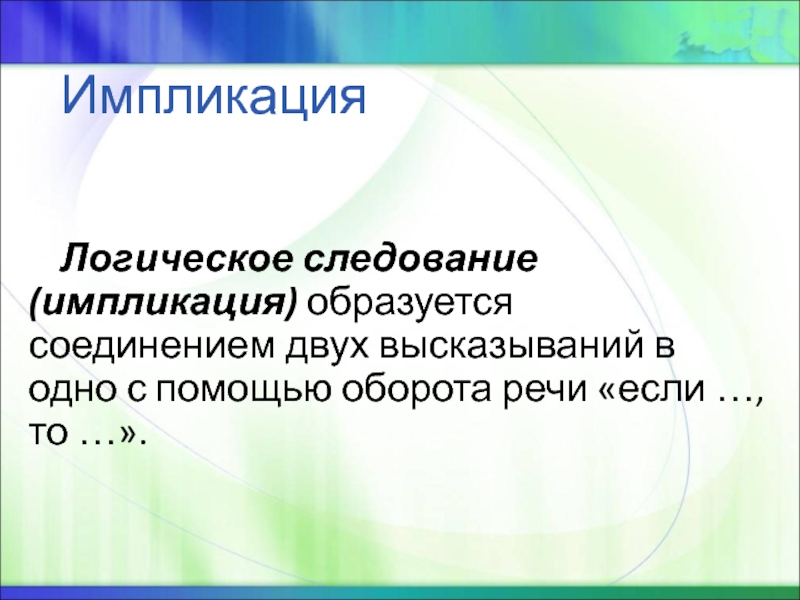 Импликация
Логическое следование
(импликация) образуется
соединением двух высказываний в
одно с помощью оборота речи «если …,
то …».